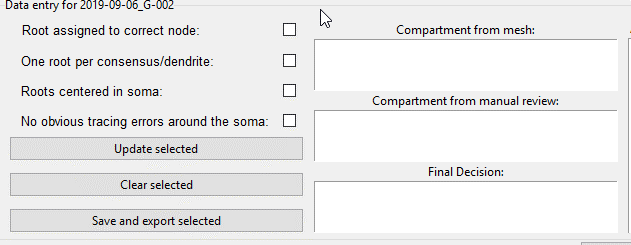 Data entry for 2019-09-06_G-002
Root assigned to correct node:
One root per consensus/dendrite:
Roots centered in soma:
No obvious tracing errors around the soma:
Update selected
Clear selected
Save and export selected
Compartment from mesh:
Compartment from manual review:
Final Decision: